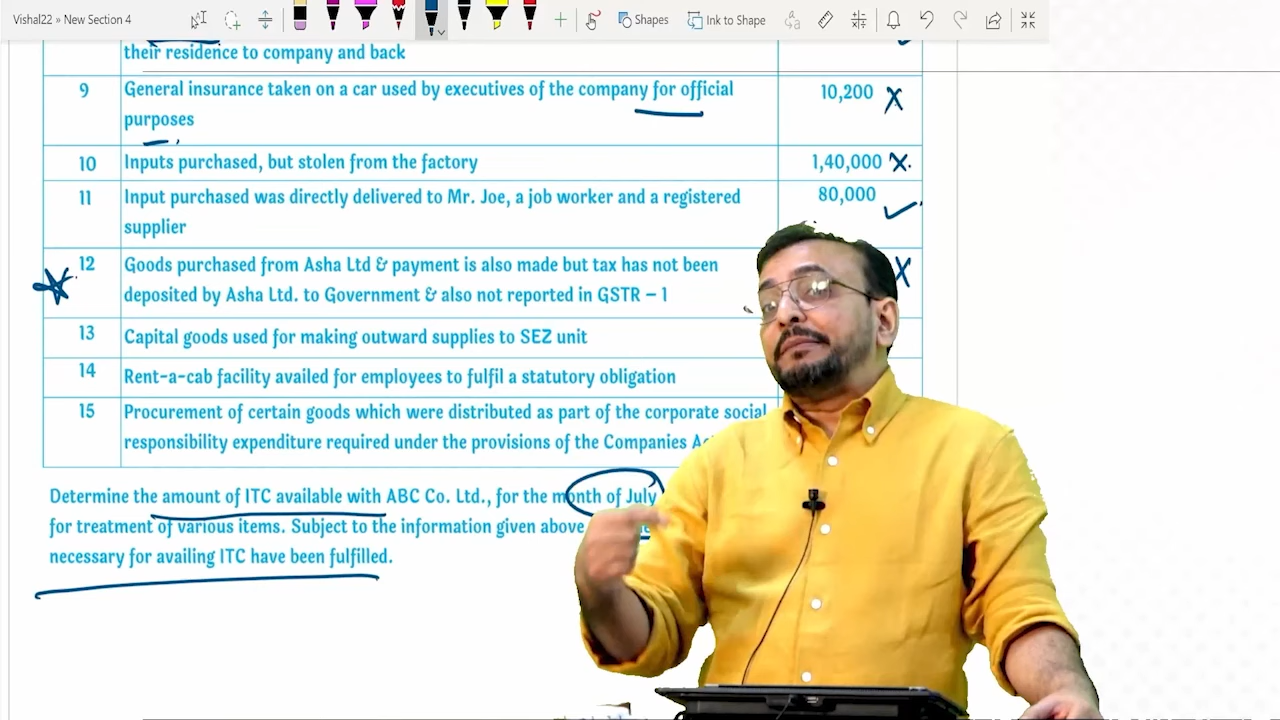 Vishal22 » New Section 4
Shapes
Ink to Shape
their residence to company and back
9 General insurance taken on a car used by executives of the company for official 10,200
purposes
10 Inputs purchased, but stolen from the factory 1,40,000
11 Input purchased was directly delivered to Mr. Joe, a job worker and a registered 80,000
supplier
12 Goods purchased from Asha Ltd & payment is also made but tax has not been
deposited by Asha Ltd. to Government & also not reported in GSTR – 1
13 Capital goods used for making outward supplies to SEZ unit
14 Rent-a-cab facility availed for employees to fulfil a statutory obligation
15 Procurement of certain goods which were distributed as part of the corporate social
responsibility expenditure required under the provisions of the Companies
Determine the amount of ITC available with ABC Co. Ltd., for the month of July
for treatment of various items. Subject to the information given above
necessary for availing ITC have been fulfilled.